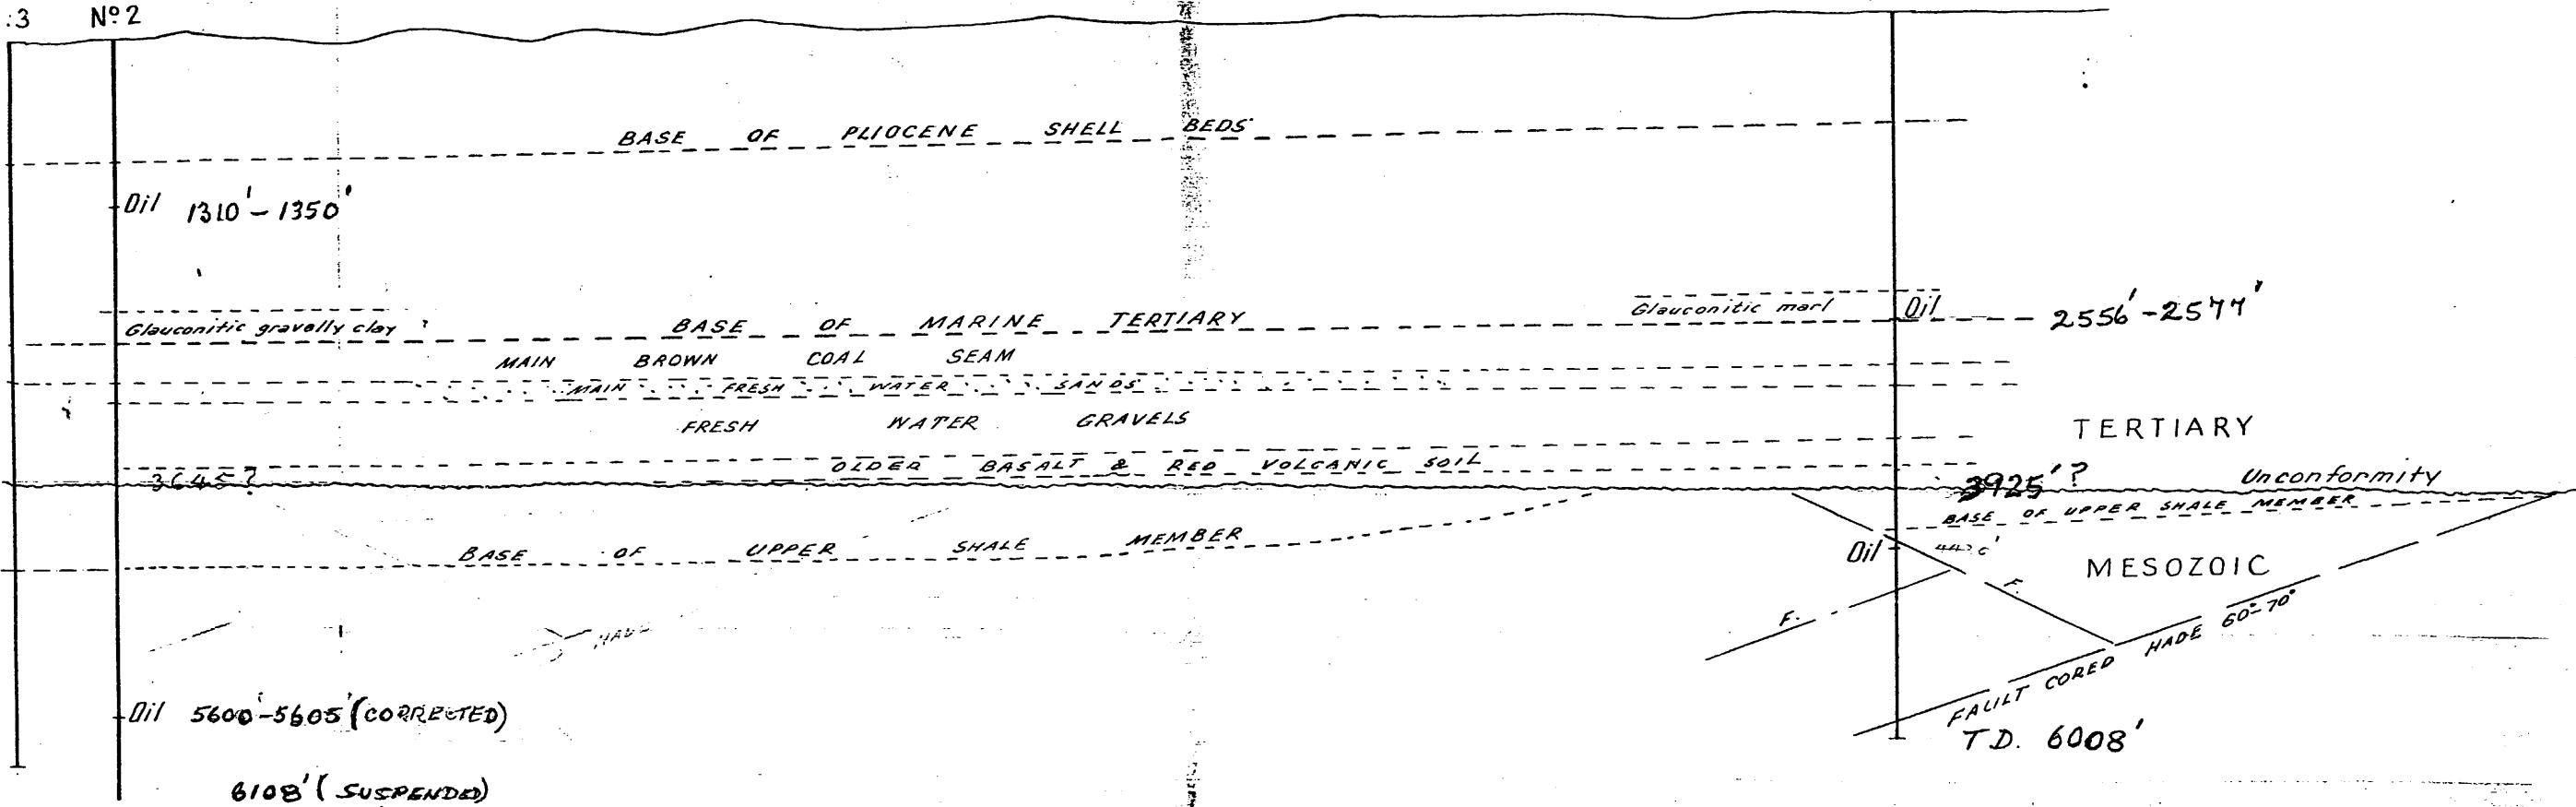 :3 Nº 2
BASE OF PLIOCENE SHELL BEDS
Oil 1310'-1350'
Glauconitic gravelly clay
BASE OF MARINE TERTIARY
Glauconitic marl
Oil
2556'-2577'
MAIN BROWN COAL SEAM
MAIN FRESH WATER SANDS
FRESH WATER GRAVELS
TERTIARY
OLDER BASALT & RED VOLCANIC SOIL
3645?
3925'?
Unconformity
BASE OF UPPER SHALE MEMBER
BASE OF UPPER SHALE MEMBER
Oil
MESOZOIC
F.
F.
HADE
FAULT CORED HADE 60°-70°
Oil 5600'-5605' (CORRECTED)
T.D. 6008'
6108' (SUSPENDED)